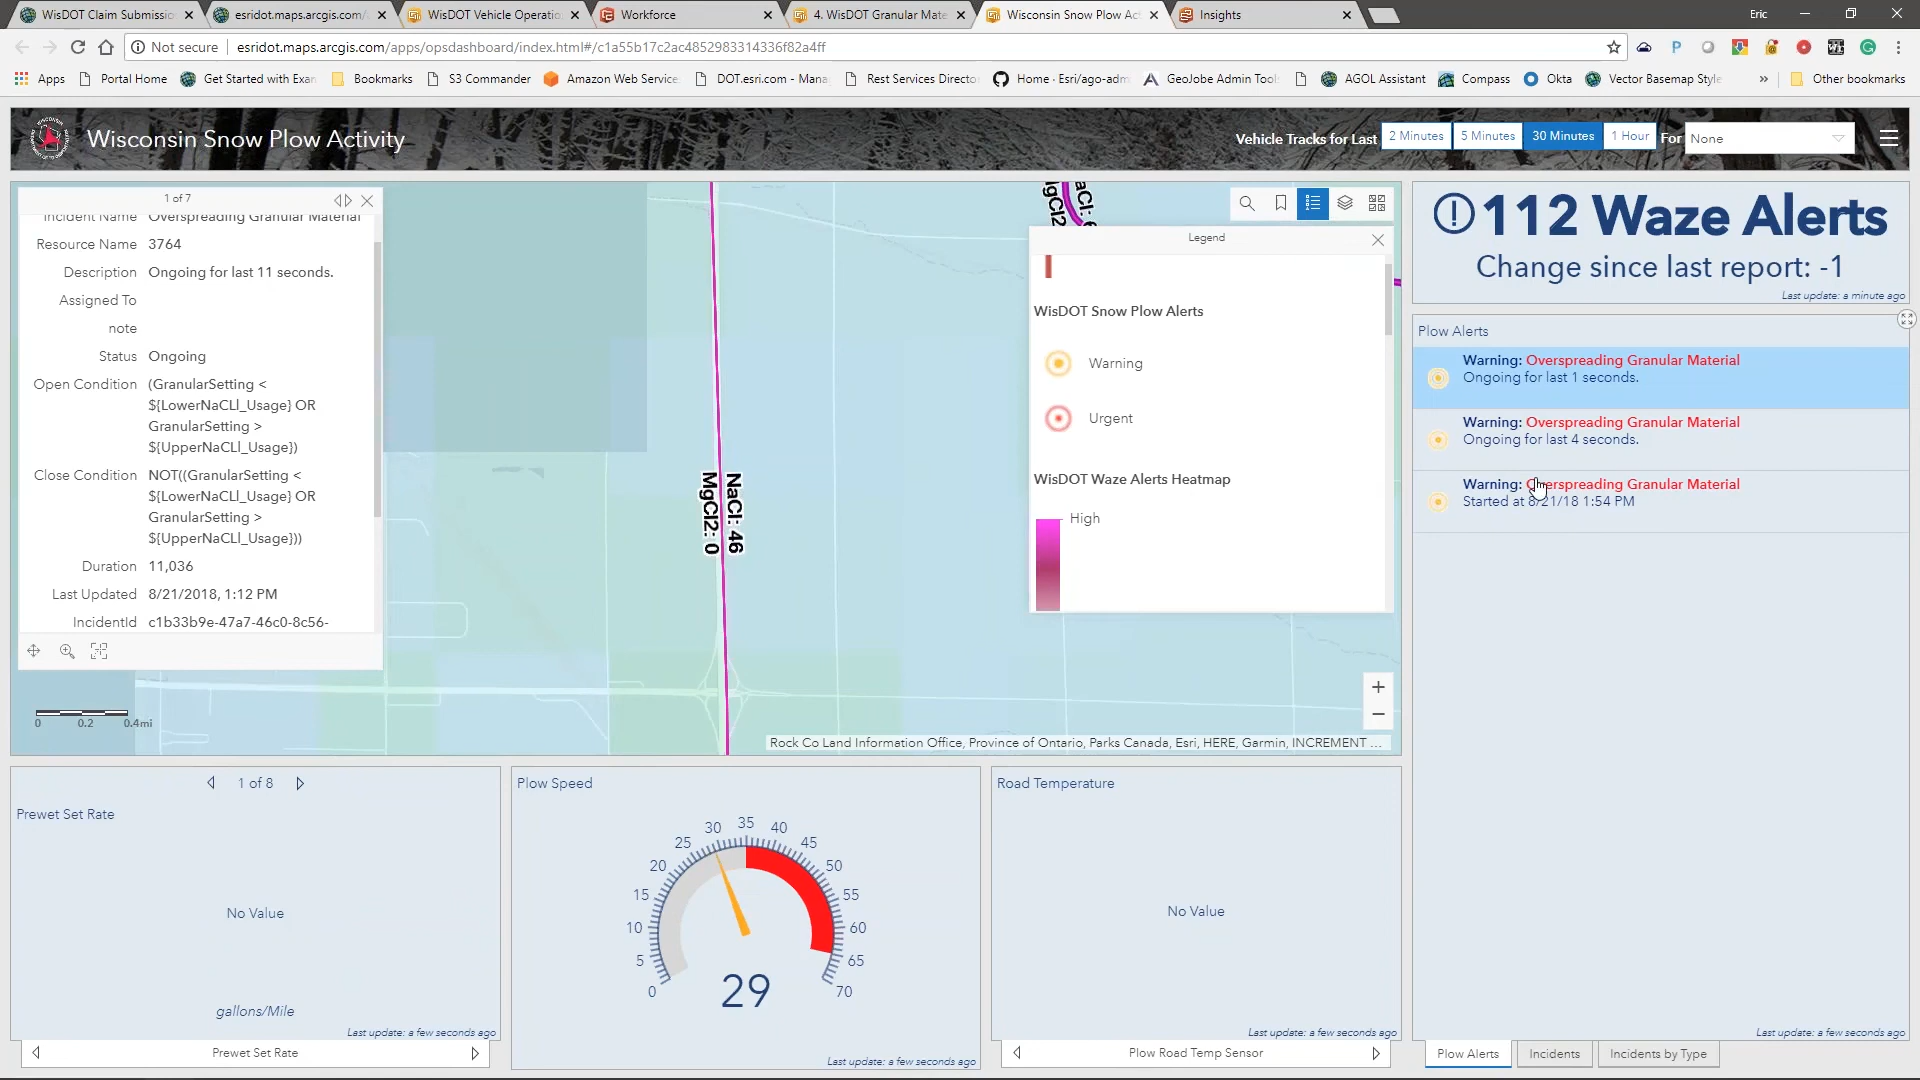 WisDOT Claim Submissio
esridot.maps.arcgis.com/
WisDOT Vehicle Operatio
Workforce
4. WisDOT Granular Mate
Wisconsin Snow Plow Act
Insights
Eric
Not secure
esridot.maps.arcgis.com/apps/opsdashboard/index.html#/c1a55b17c2ac4852983314336f82a4ff
Apps
Portal Home
Get Started with Exan
Bookmarks
S3 Commander
Amazon Web Service
DOT.esri.com - Mana
Rest Services Directo
Home · Esri/ago-adm
GeoJobe Admin Tool
AGOL Assistant
Compass
Okta
Vector Basemap Style
»
Other bookmarks
Wisconsin Snow Plow Activity
Vehicle Tracks for Last
2 Minutes
5 Minutes
30 Minutes
1 Hour
For
None
1 of 7
Incident Name Overspreading Granular Material
Resource Name 3764
Description Ongoing for last 11 seconds.
Assigned To
note
Status Ongoing
Open Condition (GranularSetting <
${LowerNaCLl_Usage} OR
GranularSetting >
${UpperNaCLl_Usage})
Close Condition NOT((GranularSetting <
${LowerNaCLl_Usage} OR
GranularSetting >
${UpperNaCLl_Usage}))
Duration 11,036
Last Updated 8/21/2018, 1:12 PM
IncidentId c1b33b9e-47a7-46c0-8c56-
0 0.2 0.4mi
NaCl: 46
MgCl2: 0
Legend
WisDOT Snow Plow Alerts
Warning
Urgent
WisDOT Waze Alerts Heatmap
High
+
−
Rock Co Land Information Office, Province of Ontario, Parks Canada, Esri, HERE, Garmin, INCREMENT ...
112 Waze Alerts
Change since last report: -1
Last update: a minute ago
Plow Alerts
Warning: Overspreading Granular Material
Ongoing for last 1 seconds.
Warning: Overspreading Granular Material
Ongoing for last 4 seconds.
Warning: Overspreading Granular Material
Started at 8/21/18 1:54 PM
Last update: a few seconds ago
Plow Alerts
Incidents
Incidents by Type
1 of 8
Prewet Set Rate
No Value
gallons/Mile
Last update: a few seconds ago
Prewet Set Rate
Plow Speed
0 5 10 15 20 25 30 35 40 45 50 55 60 65 70
29
Last update: a few seconds ago
Road Temperature
No Value
Last update: a few seconds ago
Plow Road Temp Sensor